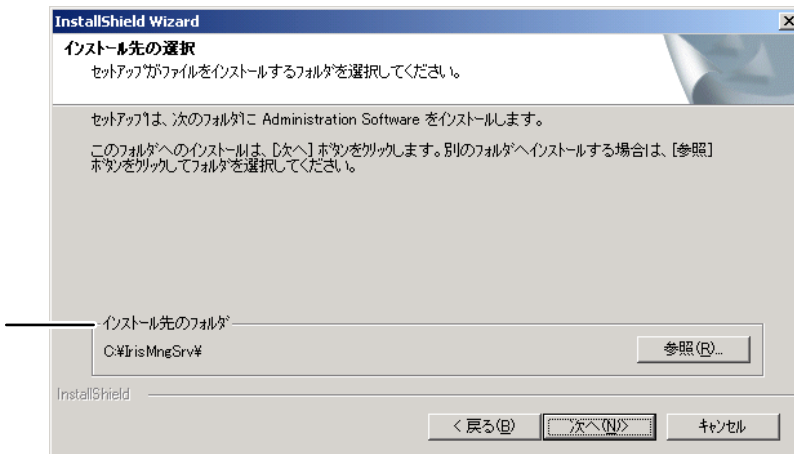 InstallShield Wizard
インストール先の選択
セットアップがファイルをインストールするフォルダを選択してください。
セットアップは、次のフォルダに Administration Software をインストールします。
このフォルダへのインストールは、[次へ] ボタンをクリックします。別のフォルダへインストールする場合は、[参照]
ボタンをクリックしてフォルダを選択してください。
インストール先のフォルダ
C:¥IrisMngSrv¥
参照(R)...
InstallShield
< 戻る(B)
次へ(N)>
キャンセル